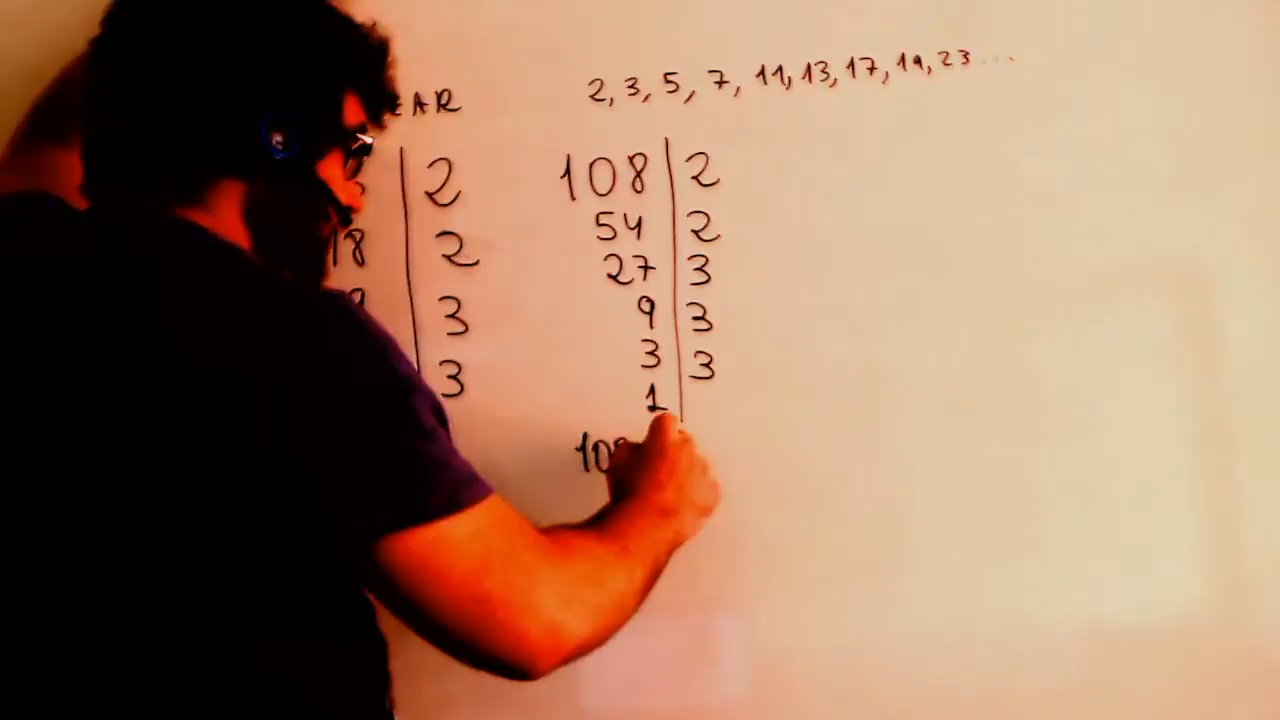 2, 3, 5, 7, 11, 13, 17, 19, 23 ...
2
18 | 2
3
3
108 | 2
54 | 2
27 | 3
9 | 3
3 | 3
1